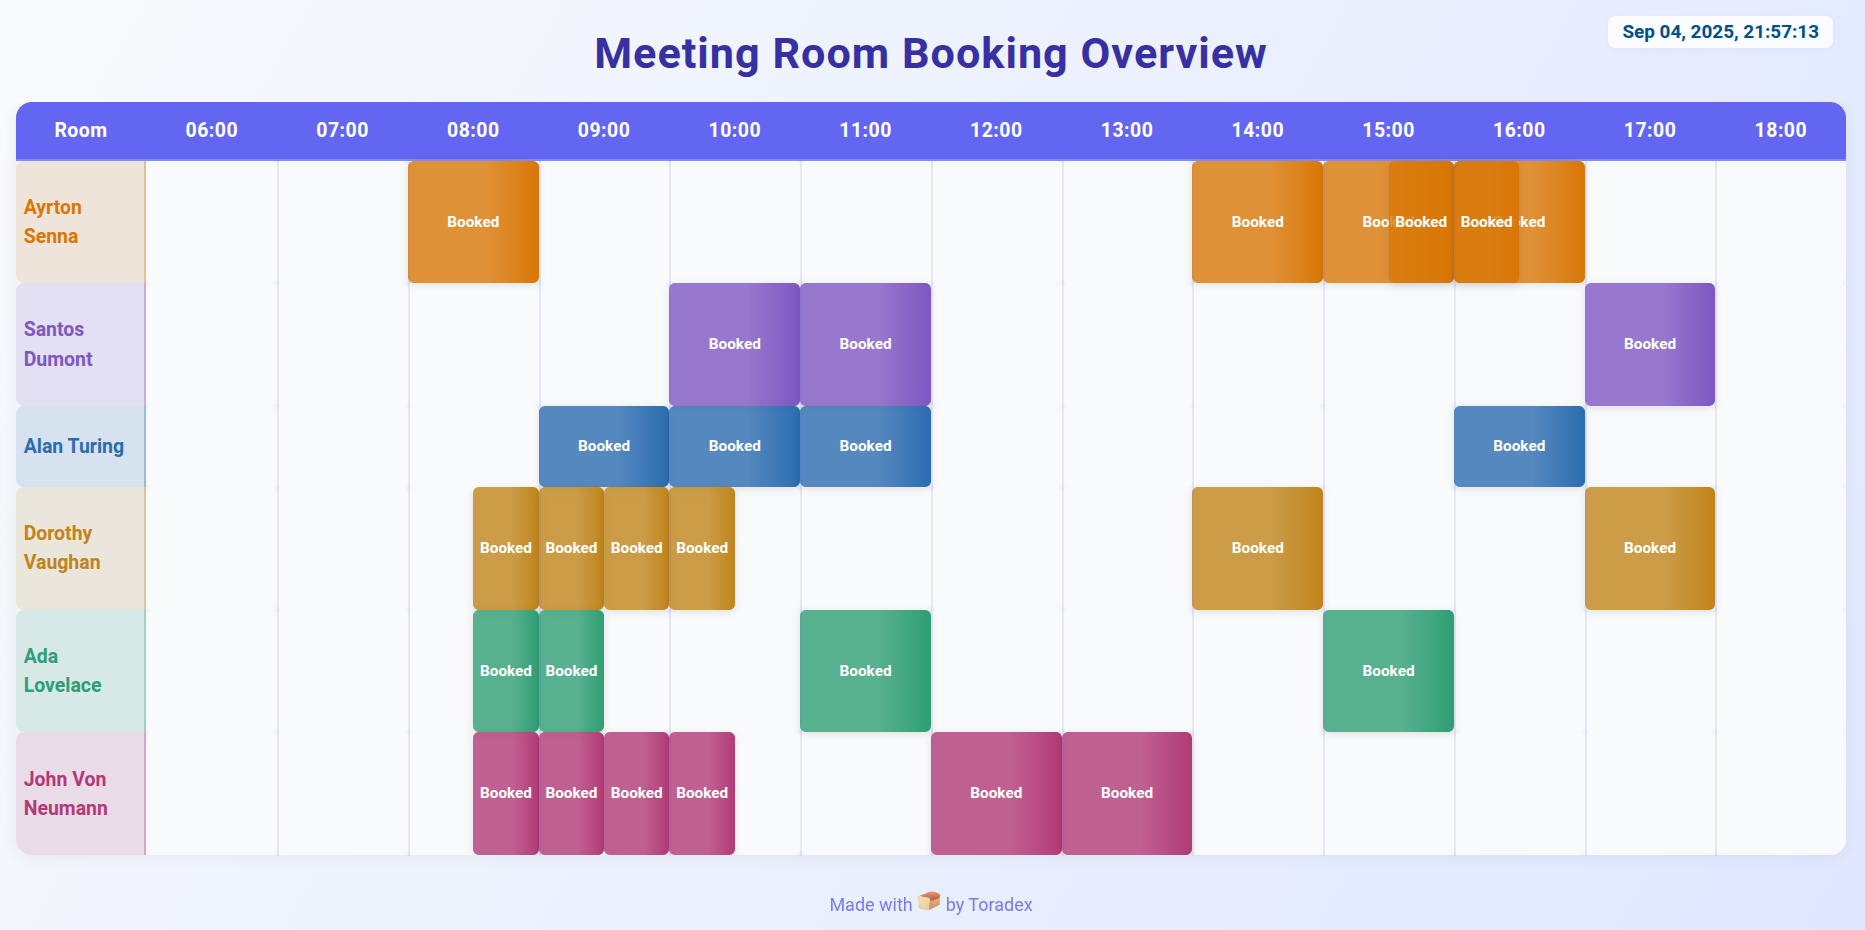 Meeting Room Booking Overview
Sep 04, 2025, 21:57:13
Room 06:00 07:00 08:00 09:00 10:00 11:00 12:00 13:00 14:00 15:00 16:00 17:00 18:00
Ayrton
Senna
Booked Booked Boo Booked Booked ked
Santos
Dumont
Booked Booked Booked
Alan Turing Booked Booked Booked Booked
Dorothy
Vaughan
Booked Booked Booked Booked Booked Booked
Ada
Lovelace
Booked Booked Booked Booked
John Von
Neumann
Booked Booked Booked Booked Booked Booked
Made with 🍞 by Toradex